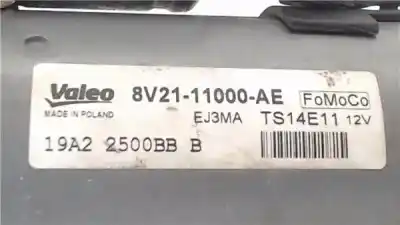 Valeo 8V21-11000-AE FoMoCo
MADE IN POLAND EJ3MA TS14E11 12V
19A2 2500BB B